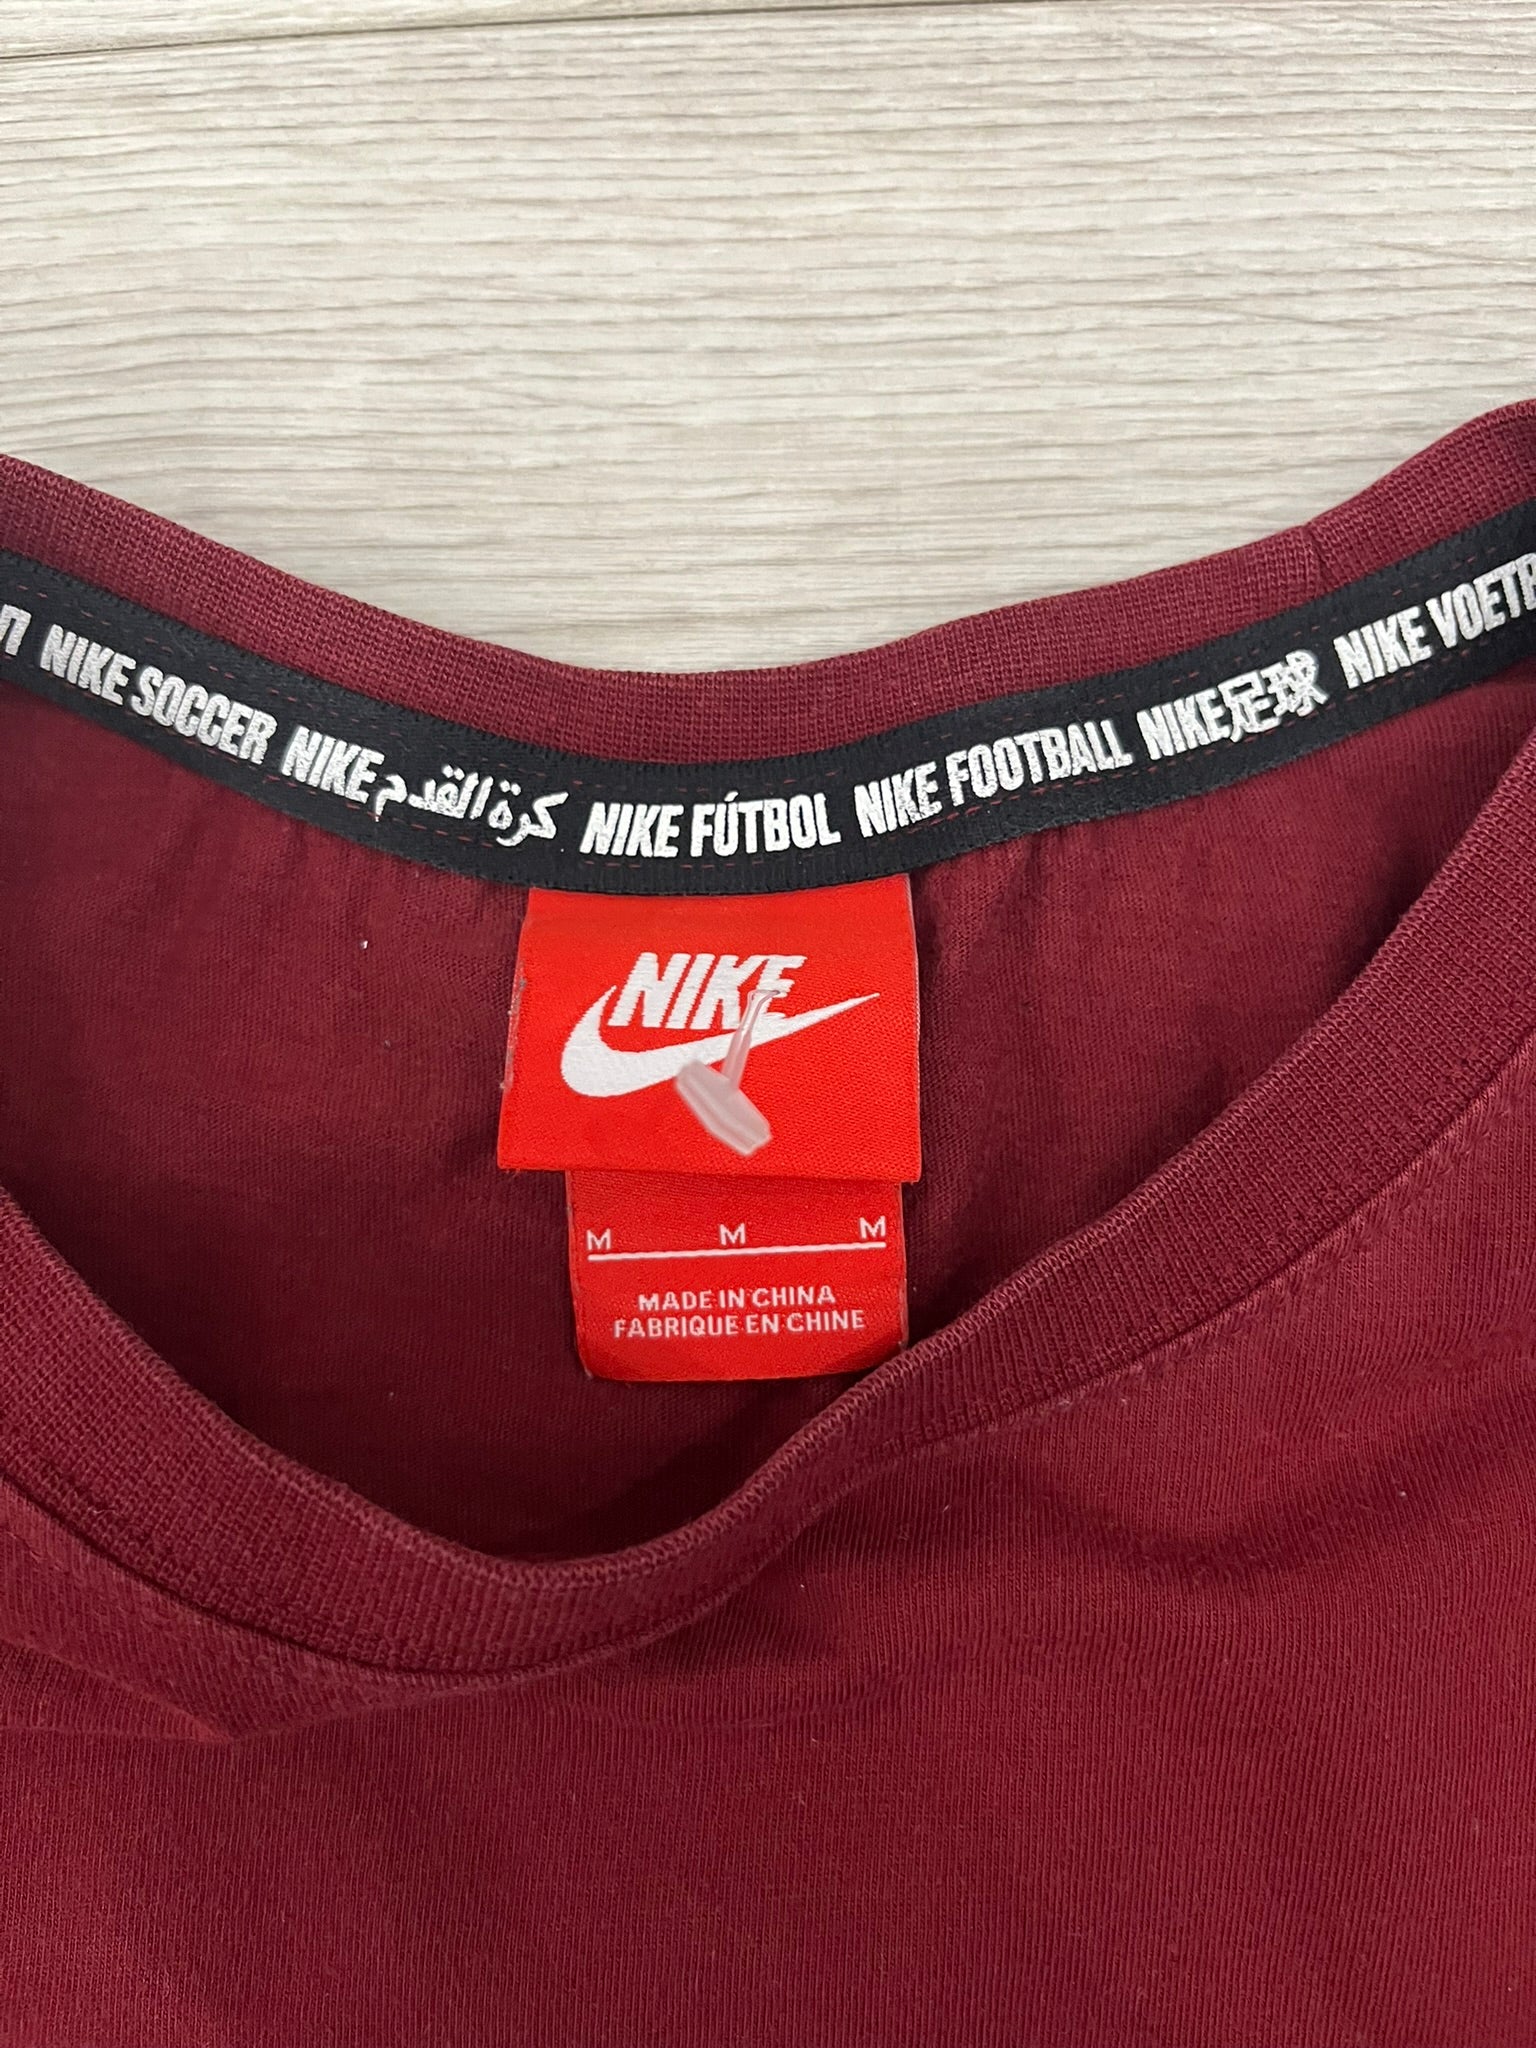 NIKE SOCCER NIKE كرة القدم NIKE FÚTBOL NIKE FOOTBALL NIKE足球 NIKE VOETB
NIKE
M M M
MADE IN CHINA
FABRIQUE EN CHINE